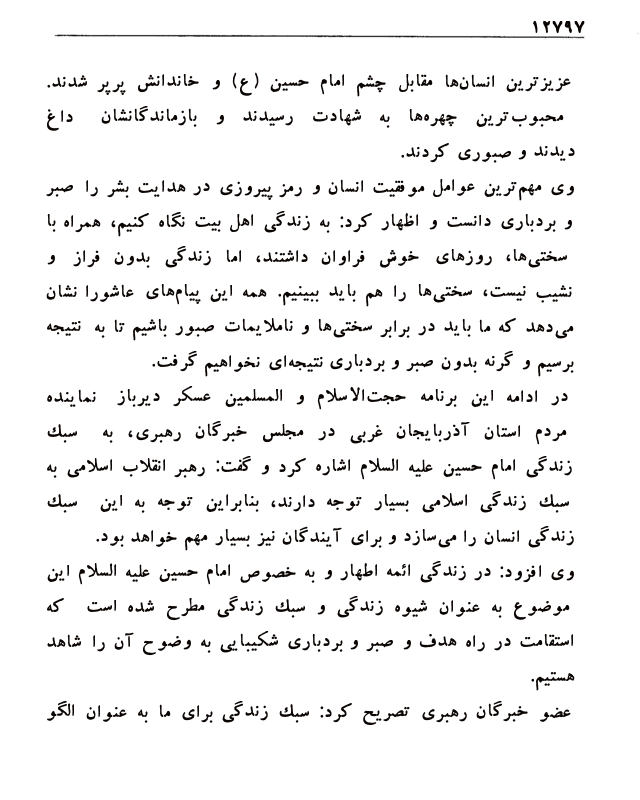 ۱۲۷۹۷
عزیزترین انسان‌ها مقابل چشم امام حسین (ع) و خاندانش پرپر شدند.
محبوب‌ترین چهره‌ها به شهادت رسیدند و بازماندگانشان داغ
دیدند و صبوری کردند.
وی مهم‌ترین عوامل موفقیت انسان و رمز پیروزی در هدایت بشر را صبر
و بردباری دانست و اظهار کرد: به زندگی اهل بیت نگاه کنیم، همراه با
سختی‌ها، روزهای خوش فراوان داشتند، اما زندگی بدون فراز و
نشیب نیست، سختی‌ها را هم باید ببینیم. همه این پیام‌های عاشورا نشان
می‌دهد که ما باید در برابر سختی‌ها و ناملایمات صبور باشیم تا به نتیجه
برسیم و گرنه بدون صبر و بردباری نتیجه‌ای نخواهیم گرفت.
در ادامه این برنامه حجت‌الاسلام و المسلمین عسکر دیرباز نماینده
مردم استان آذربایجان غربی در مجلس خبرگان رهبری، به سبك
زندگی امام حسین علیه السلام اشاره کرد و گفت: رهبر انقلاب اسلامی به
سبك زندگی اسلامی بسیار توجه دارند، بنابراین توجه به این سبك
زندگی انسان را می‌سازد و برای آیندگان نیز بسیار مهم خواهد بود.
وی افزود: در زندگی ائمه اطهار و به خصوص امام حسین علیه السلام این
موضوع به عنوان شیوه زندگی و سبك زندگی مطرح شده است که
استقامت در راه هدف و صبر و بردباری شکیبایی به وضوح آن را شاهد
هستیم.
عضو خبرگان رهبری تصریح کرد: سبك زندگی برای ما به عنوان الگو